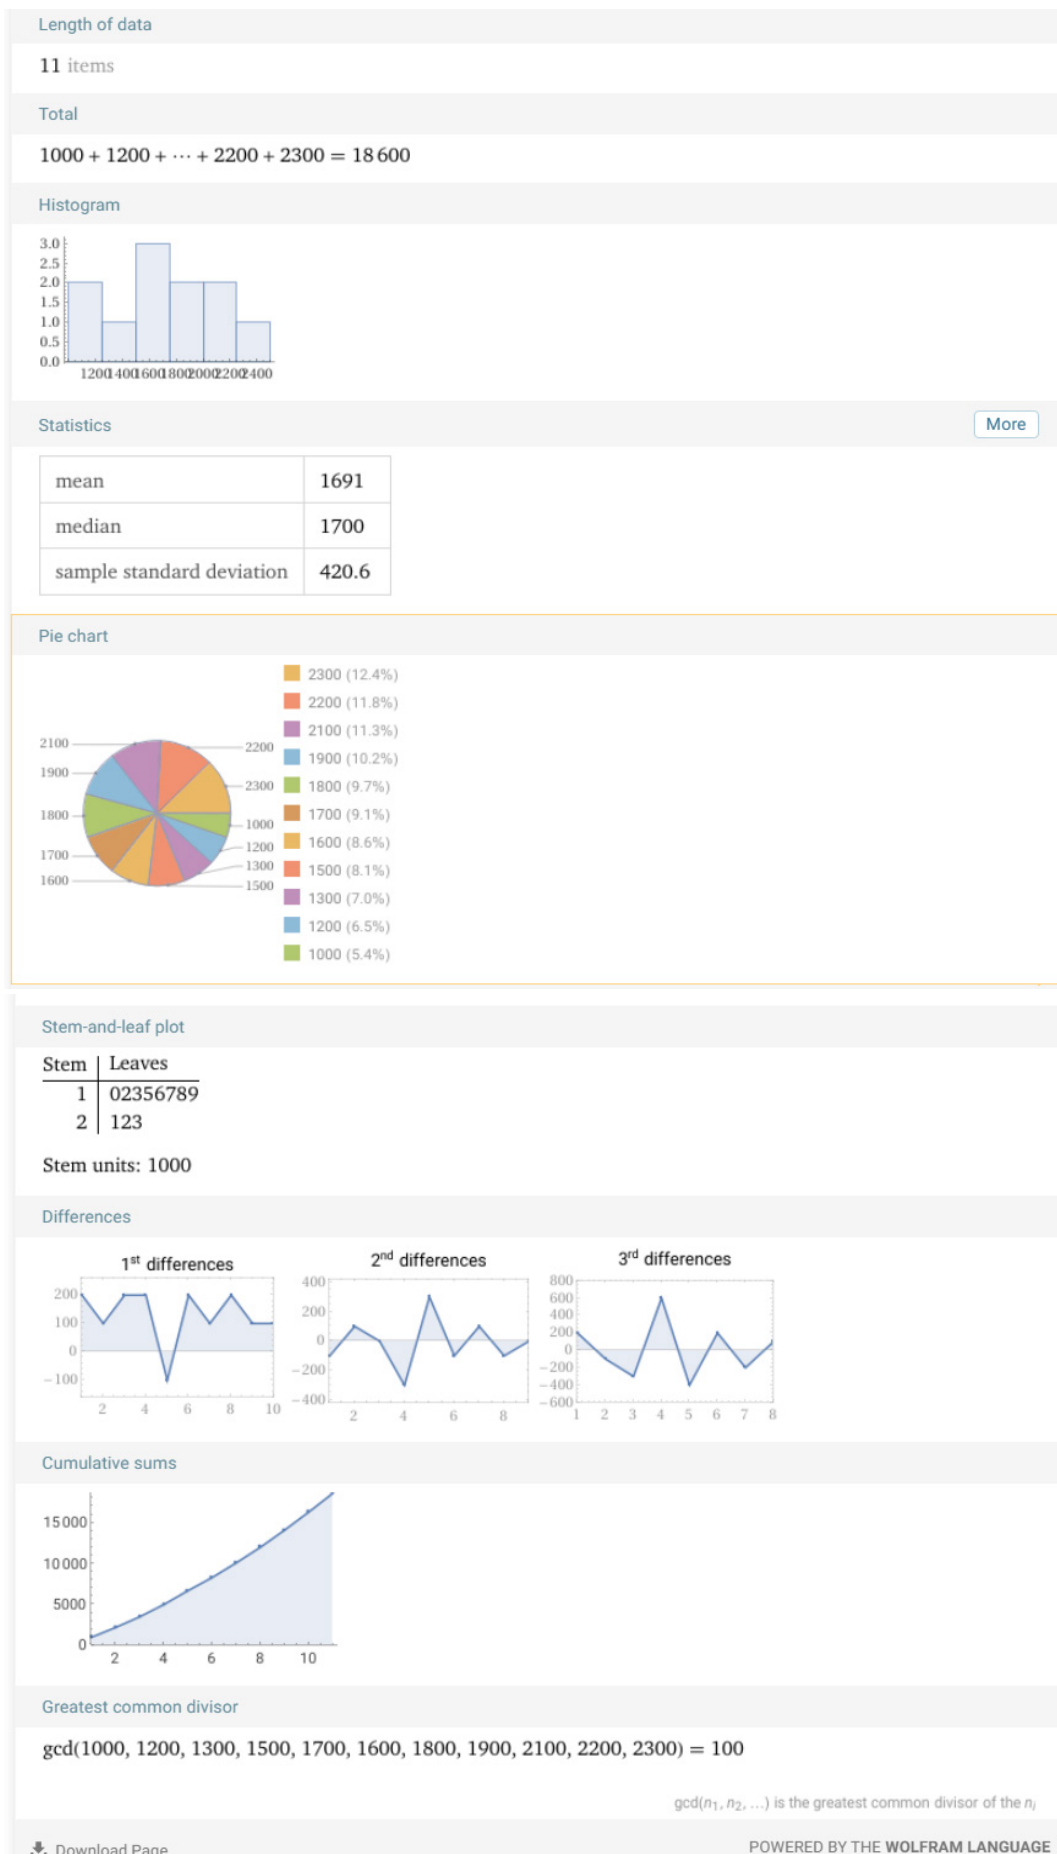 Length of data
11 items
Total
1000 + 1200 + ⋯ + 2200 + 2300 = 18 600
Histogram
3.0
2.5
2.0
1.5
1.0
0.5
0.0
1200 1400 1600 1800 2000 2200 2400
Statistics
More
mean 1691
median 1700
sample standard deviation 420.6
Pie chart
2100
1900
1800
1700
1600
2200
2300
1000
1200
1300
1500
2300 (12.4%)
2200 (11.8%)
2100 (11.3%)
1900 (10.2%)
1800 (9.7%)
1700 (9.1%)
1600 (8.6%)
1500 (8.1%)
1300 (7.0%)
1200 (6.5%)
1000 (5.4%)
Stem-and-leaf plot
Stem Leaves
1 02356789
2 123
Stem units: 1000
Differences
1st differences
200
100
0
−100
2 4 6 8 10
2nd differences
400
200
0
−200
−400
2 4 6 8
3rd differences
800
600
400
200
0
−200
−400
−600
1 2 3 4 5 6 7 8
Cumulative sums
15 000
10 000
5000
0
2 4 6 8 10
Greatest common divisor
gcd(1000, 1200, 1300, 1500, 1700, 1600, 1800, 1900, 2100, 2200, 2300) = 100
gcd(n1, n2, …) is the greatest common divisor of the ni
Download Page
POWERED BY THE WOLFRAM LANGUAGE